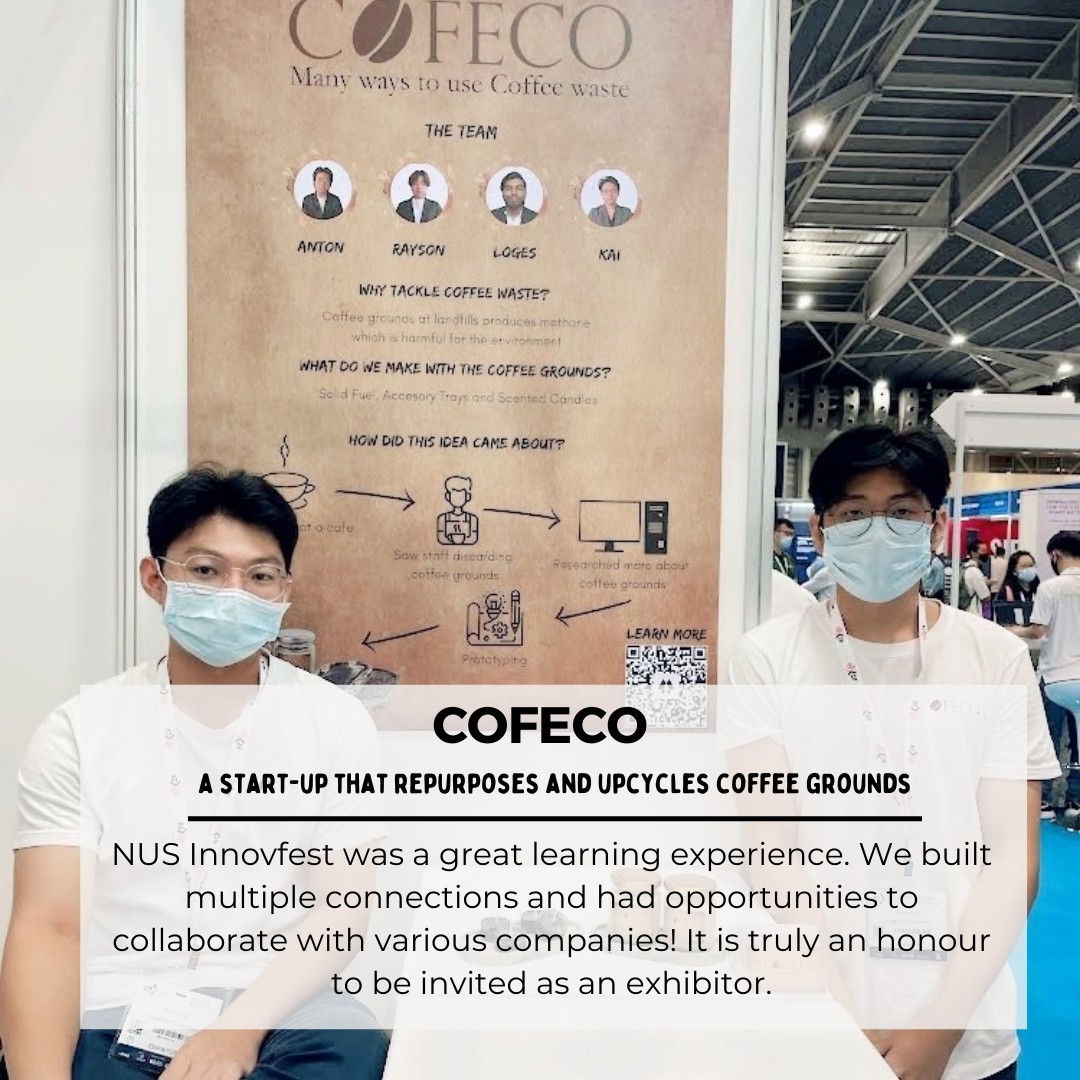 COFECO
Many ways to use Coffee waste
THE TEAM
ANTON RAYSON LOGES KAI
WHY TACKLE COFFEE WASTE?
Coffee grounds at landfills produces methane
which is harmful for the environment
WHAT DO WE MAKE WITH THE COFFEE GROUNDS?
Solid Fuel, Accesory Trays and Scented Candles
HOW DID THIS IDEA CAME ABOUT?
at a cafe
Saw staff discarding
coffee grounds
Researched more about
coffee grounds
Prototyping
LEARN MORE
COFECO
A START-UP THAT REPURPOSES AND UPCYCLES COFFEE GROUNDS
NUS Innovfest was a great learning experience. We built
multiple connections and had opportunities to
collaborate with various companies! It is truly an honour
to be invited as an exhibitor.